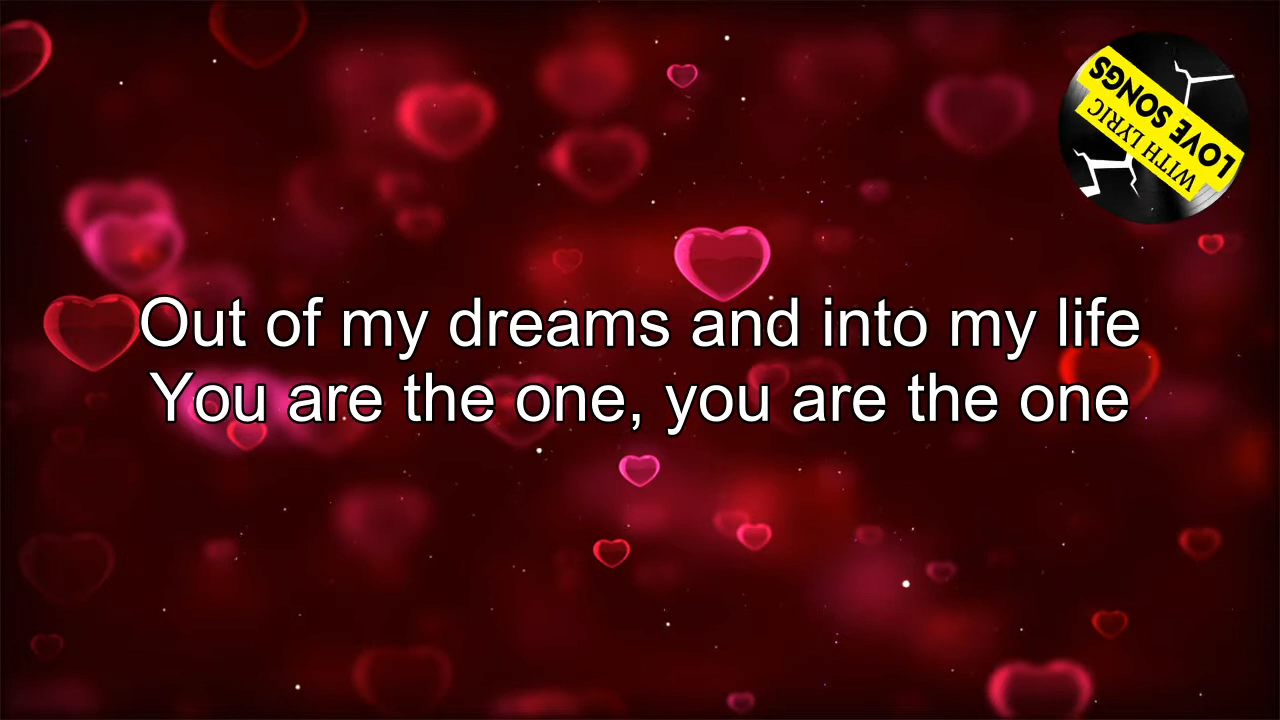 Out of my dreams and into my life
You are the one, you are the one
LOVE SONGS
WITH LYRIC